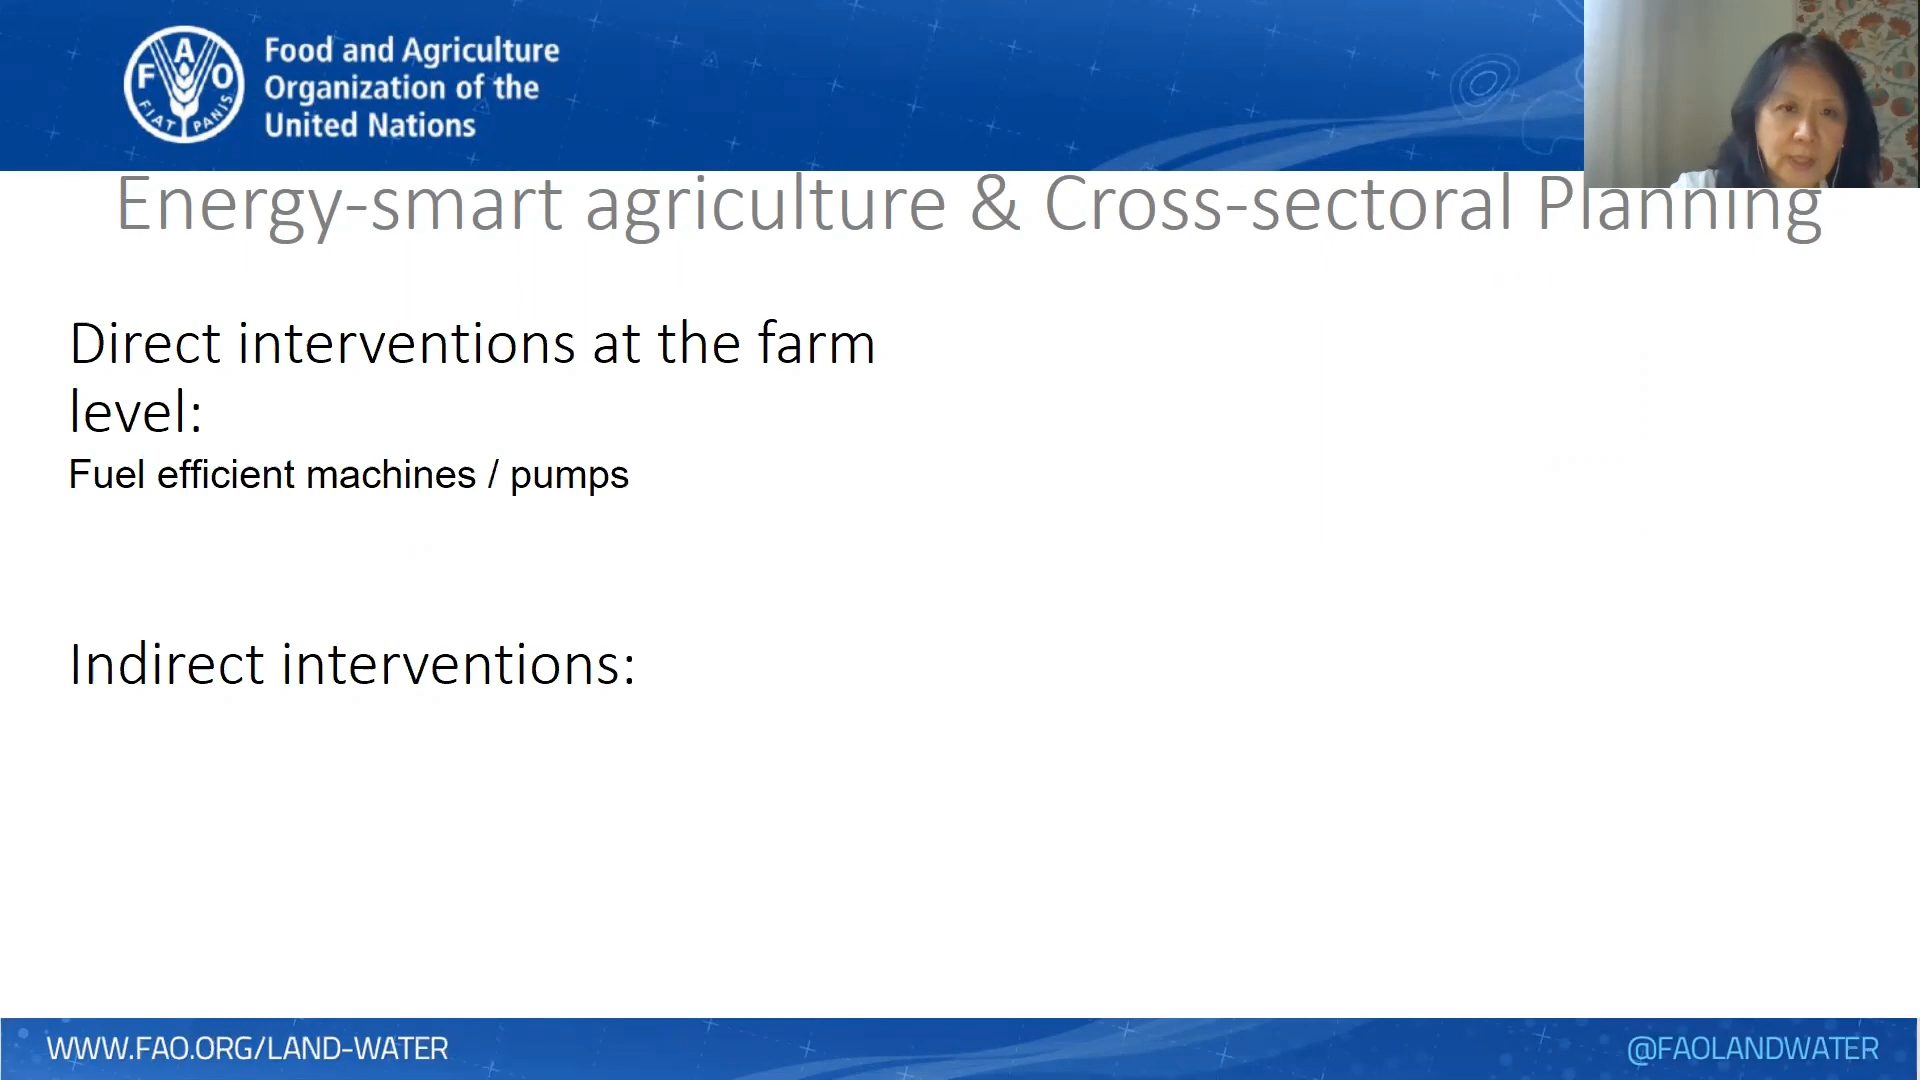 FAO
FIAT PANIS
Food and Agriculture
Organization of the
United Nations
Energy-smart agriculture & Cross-sectoral Planning
Direct interventions at the farm
level:
Fuel efficient machines / pumps
Indirect interventions:
WWW.FAO.ORG/LAND-WATER
@FAOLANDWATER